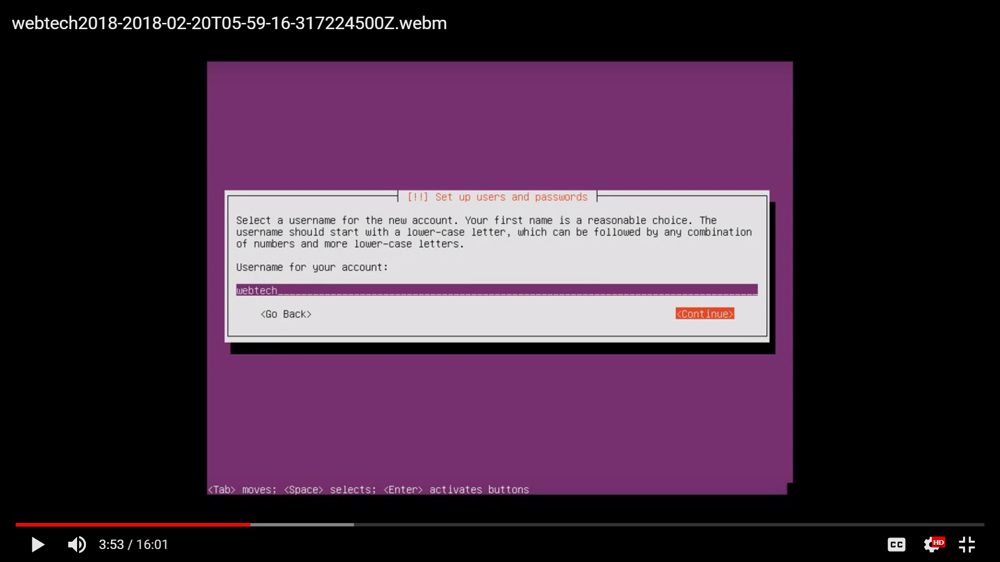 webtech2018-2018-02-20T05-59-16-317224500Z.webm
[!!] Set up users and passwords
Select a username for the new account. Your first name is a reasonable choice. The
username should start with a lower-case letter, which can be followed by any combination
of numbers and more lower-case letters.
Username for your account:
webtech
<Go Back> <Continue>
<Tab> moves; <Space> selects; <Enter> activates buttons
3:53 / 16:01 CC HD